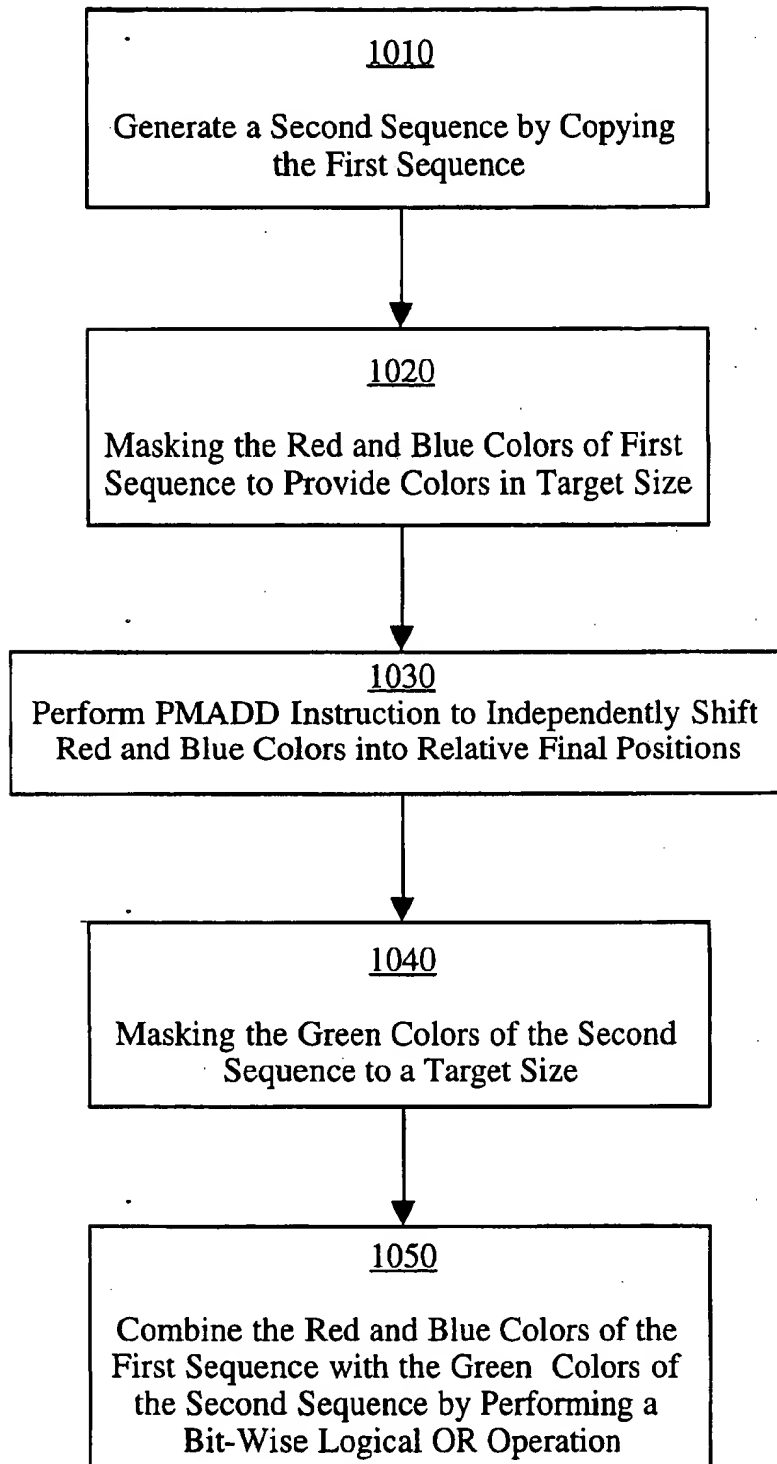 1010
Generate a Second Sequence by Copying
the First Sequence
1020
Masking the Red and Blue Colors of First
Sequence to Provide Colors in Target Size
1030
Perform PMADD Instruction to Independently Shift
Red and Blue Colors into Relative Final Positions
1040
Masking the Green Colors of the Second
Sequence to a Target Size
1050
Combine the Red and Blue Colors of the
First Sequence with the Green Colors of
the Second Sequence by Performing a
Bit-Wise Logical OR Operation